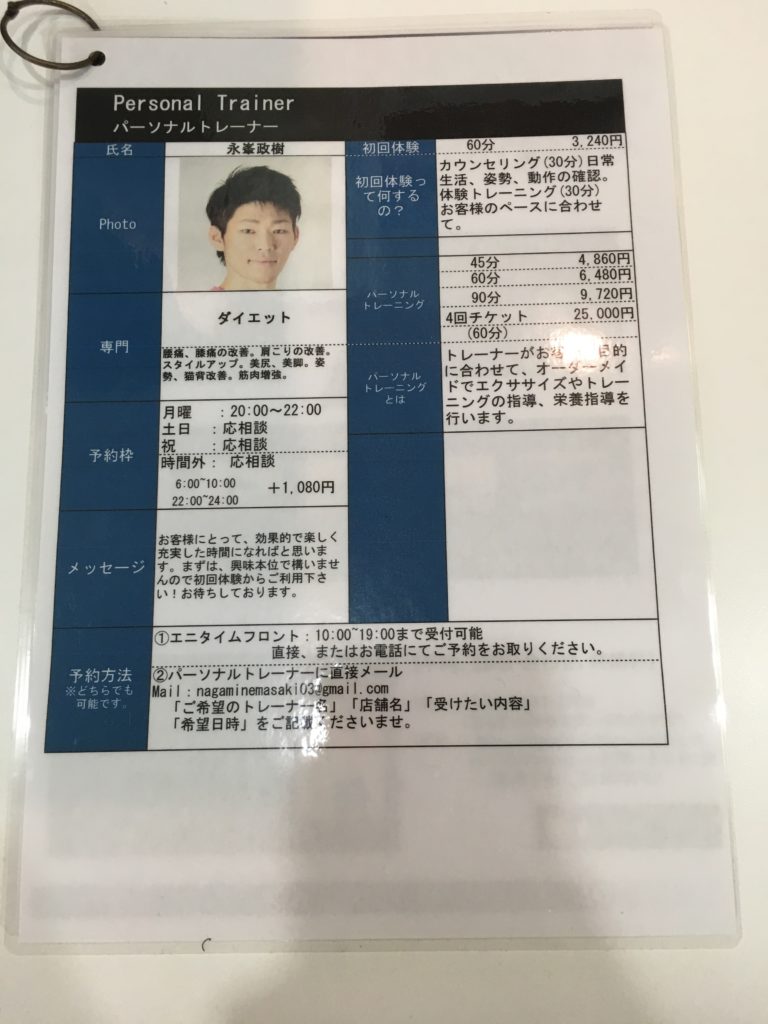 Personal Trainer
パーソナルトレーナー
氏名
永峯政樹
Photo
専門
ダイエット
腰痛、膝痛の改善。肩こりの改善。
スタイルアップ。美尻、美脚。姿
勢、猫背改善。筋肉増強。
予約枠
月曜 :20:00～22:00
土日 :応相談
祝 :応相談
時間外: 応相談
6:00~10:00
22:00~24:00
＋1,080円
メッセージ
お客様にとって、効果的で楽しく
充実した時間になればと思いま
す。まずは、興味本位で構いませ
んので初回体験からご利用下さ
い！お待ちしております。
初回体験
60分 3,240円
初回体験っ
て何する
の？
カウンセリング(30分)日常
生活、姿勢、動作の確認。
体験トレーニング(30分)
お客様のペースに合わせ
て。
パーソナル
トレーニング
45分 4,860円
60分 6,480円
90分 9,720円
4回チケット 25,000円
(60分)
パーソナル
トレーニング
とは
トレーナーがお客 目的
に合わせて、オーダーメイ
ドでエクササイズやトレー
ニングの指導、栄養指導を
行います。
予約方法
※どちらでも
可能です。
①エニタイムフロント：10:00~19:00まで受付可能
直接、またはお電話にてご予約をお取りください。
②パーソナルトレーナーに直接メール
Mail：nagaminemasaki03@gmail.com
「ご希望のトレーナー名」「店舗名」「受けたい内容」
「希望日時」をご記載くださいませ。